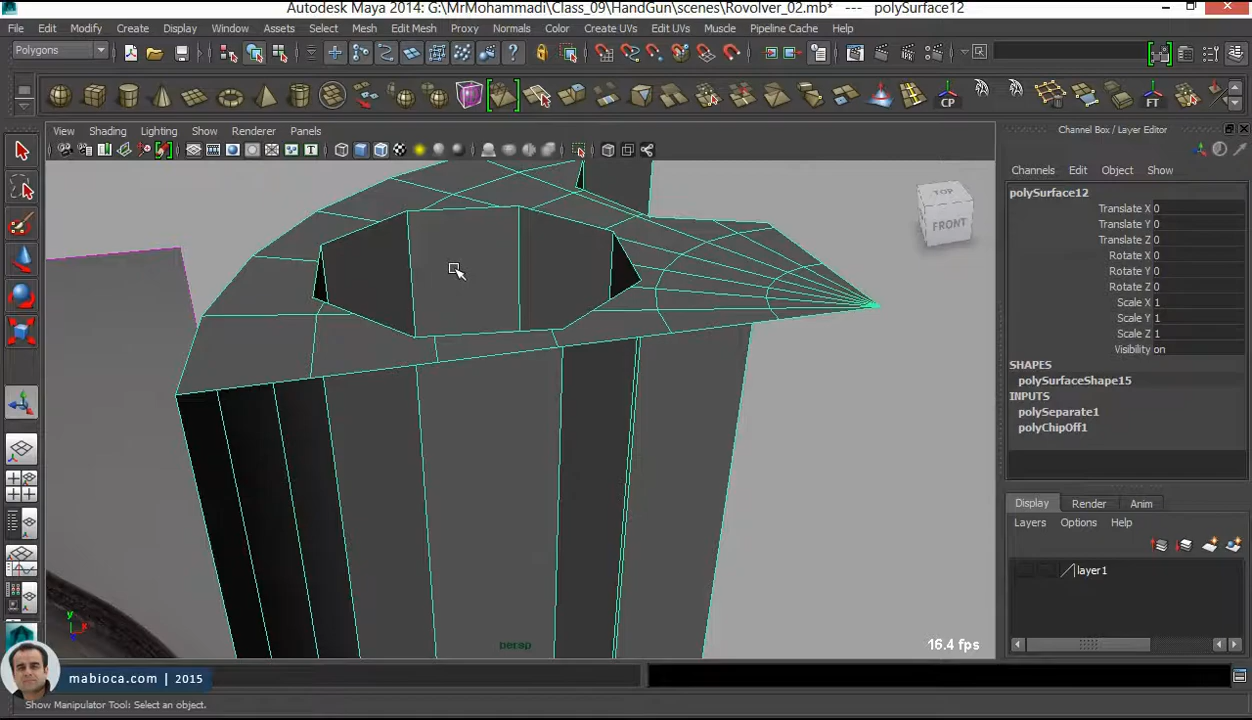 Autodesk Maya 2014: G:\MrMohammadi\Class_09\HandGun\scenes\Rovolver_02.mb* --- polySurface12
File Edit Modify Create Display Window Assets Select Mesh Edit Mesh Proxy Normals Color Create UVs Edit UVs Muscle Pipeline Cache Help
Polygons
CP FT
View Shading Lighting Show Renderer Panels
Channel Box / Layer Editor
Channels Edit Object Show
polySurface12
Translate X 0
Translate Y 0
Translate Z 0
Rotate X 0
Rotate Y 0
Rotate Z 0
Scale X 1
Scale Y 1
Scale Z 1
Visibility on
SHAPES
polySurfaceShape15
INPUTS
polySeparate1
polyChipOff1
TOP
FRONT
Display Render Anim
Layers Options Help
layer1
y
x
persp
16.4 fps
mabioca.com | 2015
Show Manipulator Tool: Select an object.